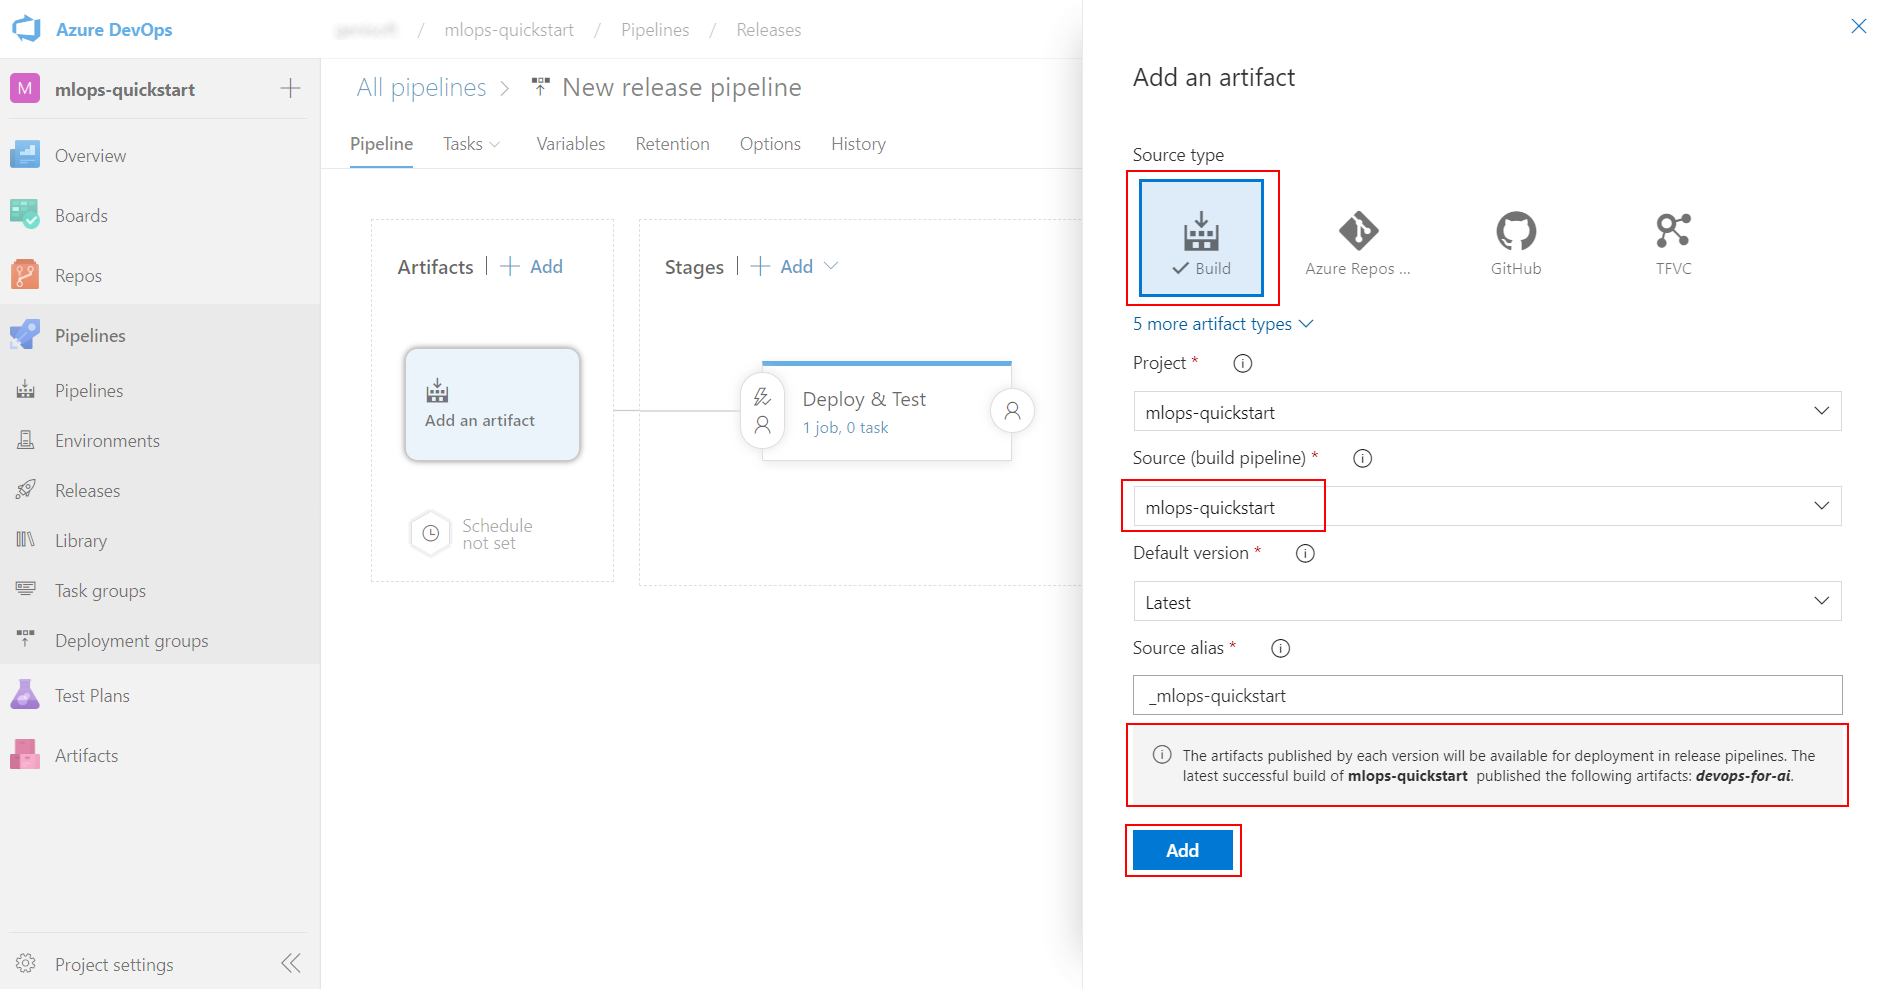 Azure DevOps
/ mlops-quickstart / Pipelines / Releases
M mlops-quickstart
Overview
Boards
Repos
Pipelines
Pipelines
Environments
Releases
Library
Task groups
Deployment groups
Test Plans
Artifacts
Project settings
All pipelines > New release pipeline
Pipeline Tasks Variables Retention Options History
Artifacts | + Add
Add an artifact
Schedule
not set
Stages | + Add
Deploy & Test
1 job, 0 task
Add an artifact
Source type
Build
Azure Repos ...
GitHub
TFVC
5 more artifact types
Project *
mlops-quickstart
Source (build pipeline) *
mlops-quickstart
Default version *
Latest
Source alias *
_mlops-quickstart
The artifacts published by each version will be available for deployment in release pipelines. The
latest successful build of mlops-quickstart published the following artifacts: devops-for-ai.
Add